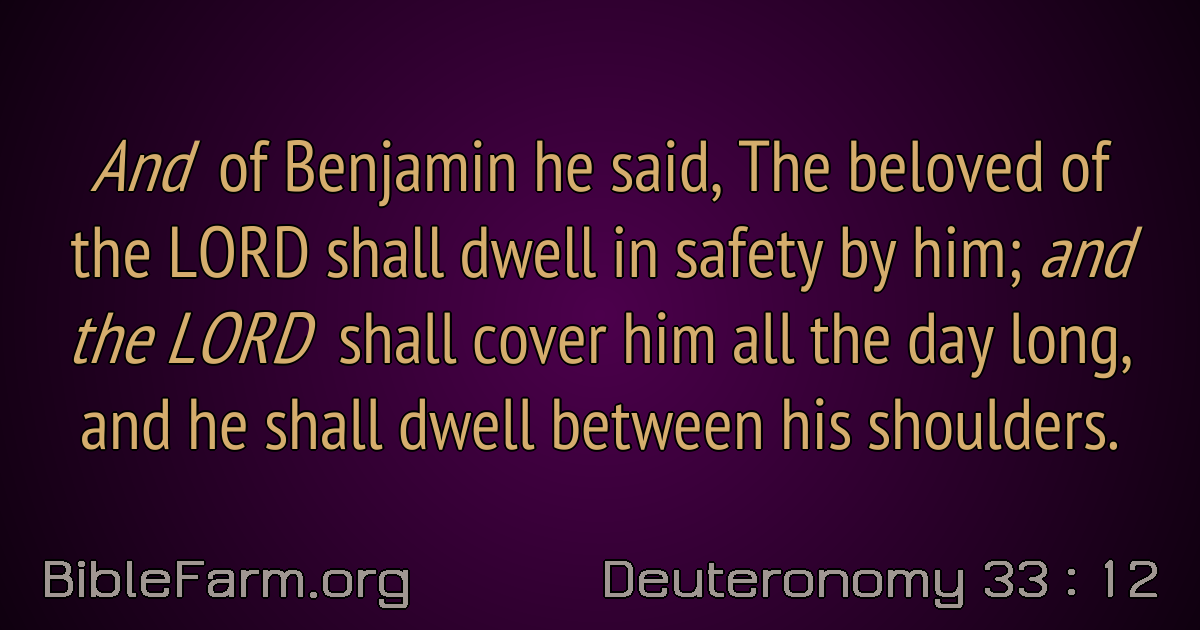 And of Benjamin he said, The beloved of
the LORD shall dwell in safety by him; and
the LORD shall cover him all the day long,
and he shall dwell between his shoulders.
BibleFarm.org
Deuteronomy 33 : 12